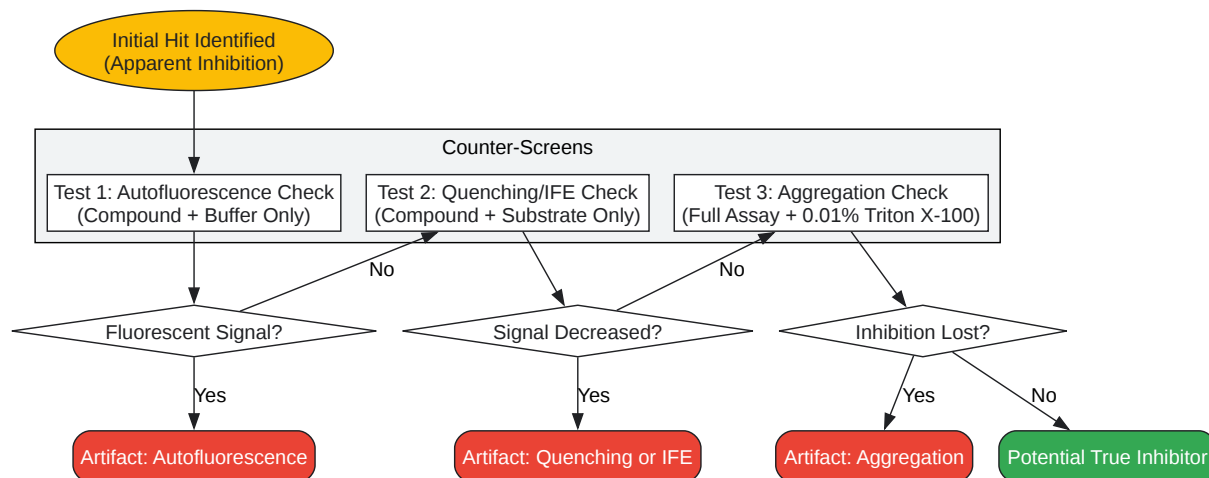 Initial Hit Identified
(Apparent Inhibition)
Counter-Screens
Test 1: Autofluorescence Check
(Compound + Buffer Only)
Test 2: Quenching/IFE Check
(Compound + Substrate Only)
Test 3: Aggregation Check
(Full Assay + 0.01% Triton X-100)
No
No
Fluorescent Signal?
Signal Decreased?
Inhibition Lost?
Yes
Yes
Yes
No
Artifact: Autofluorescence
Artifact: Quenching or IFE
Artifact: Aggregation
Potential True Inhibitor